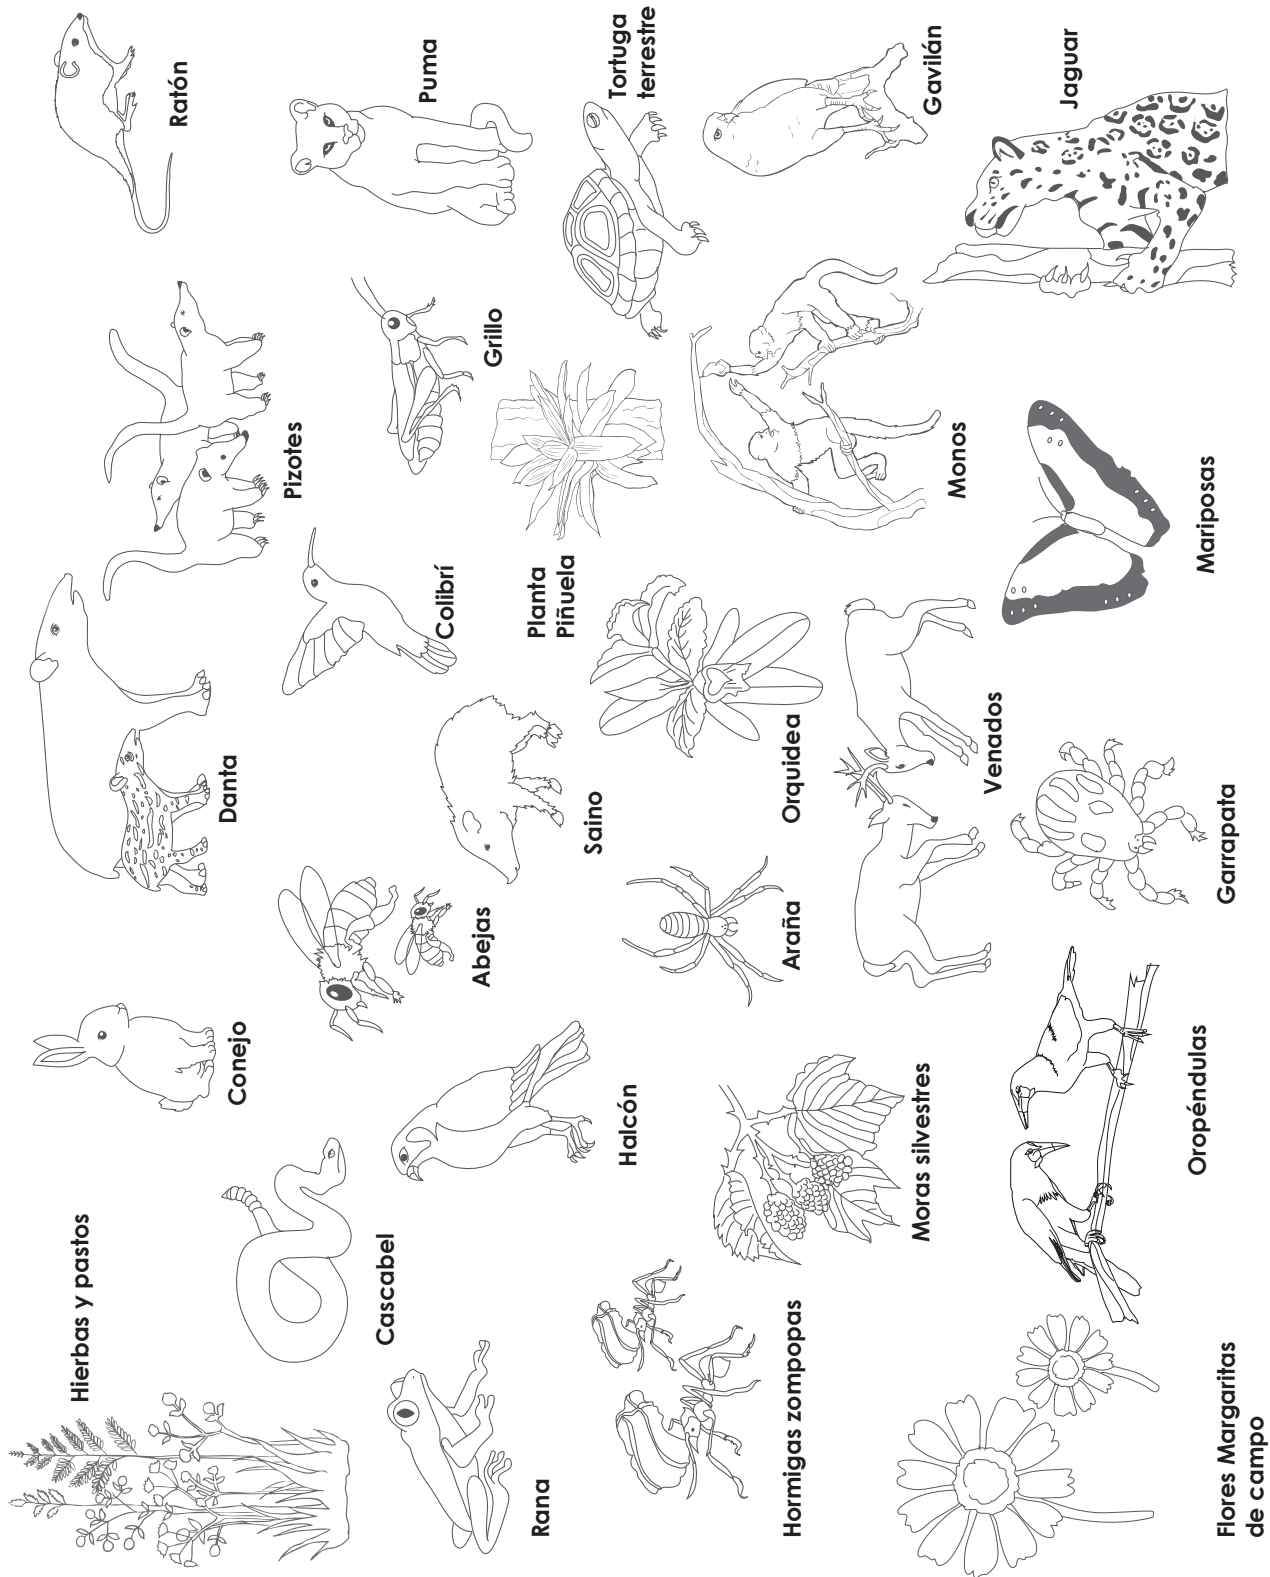 Hierbas y pastos
Conejo
Danta
Pizotes
Ratón
Cascabel
Abejas
Colibrí
Grillo
Puma
Rana
Halcón
Saino
Planta
Piñuela
Tortuga
terrestre
Hormigas zompopas
Moras silvestres
Araña
Orquidea
Monos
Gavilán
Venados
Jaguar
Flores Margaritas
de campo
Oropéndulas
Garrapata
Mariposas